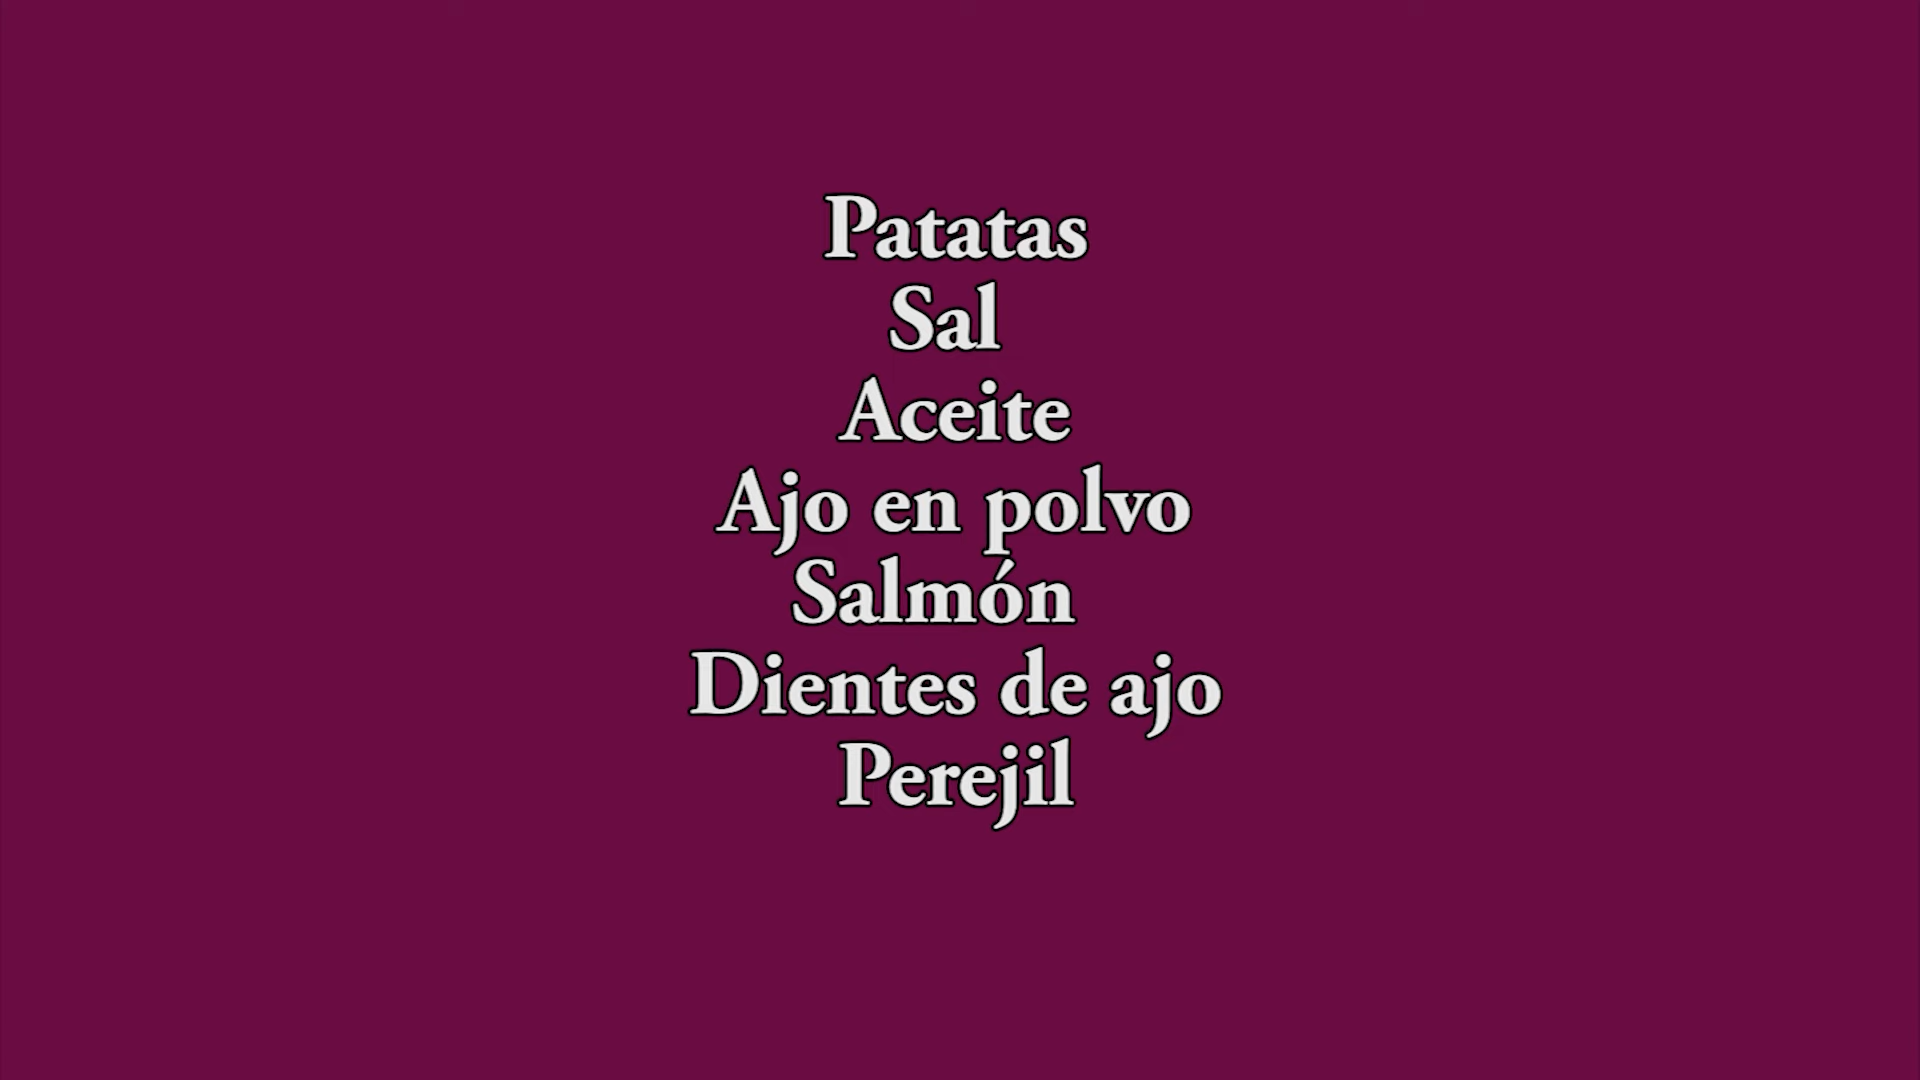 Patatas
Sal
Aceite
Ajo en polvo
Salmón
Dientes de ajo
Perejil